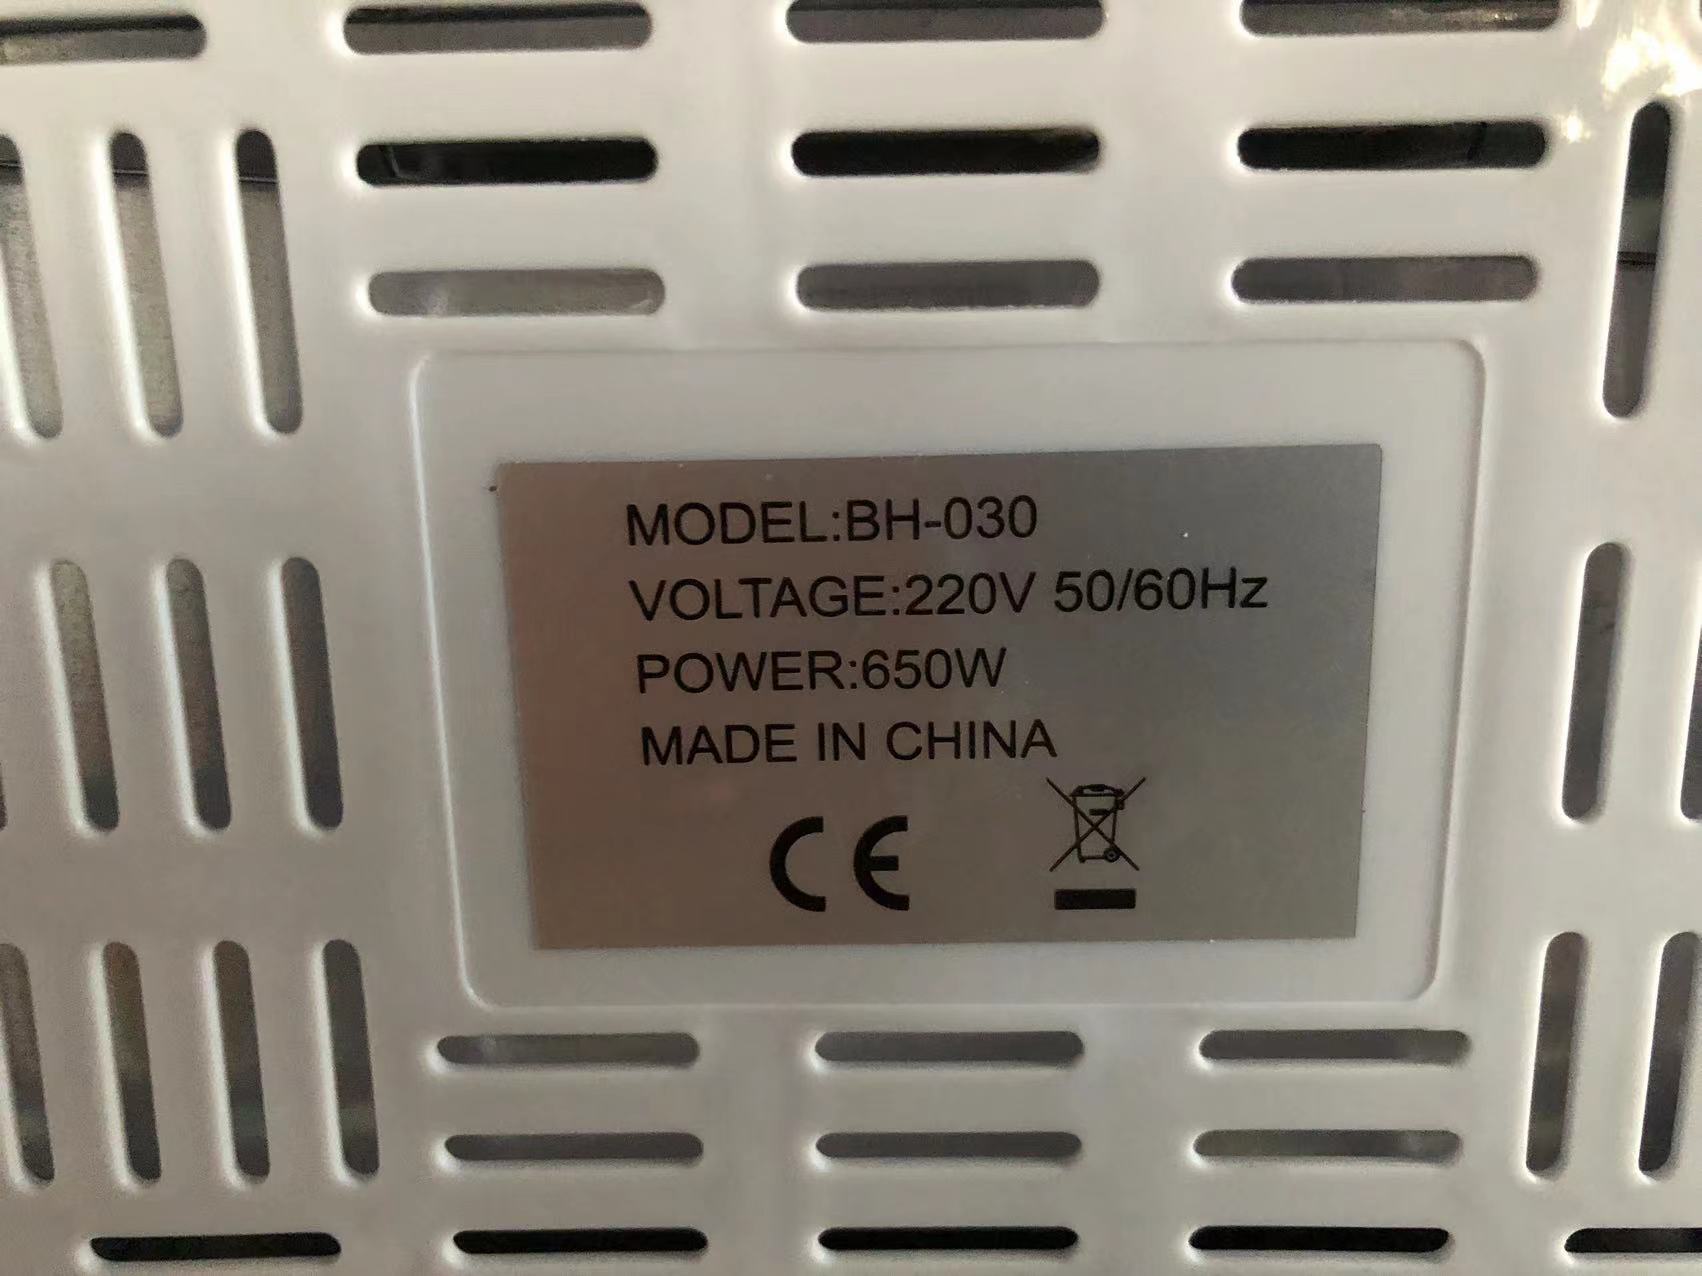 MODEL:BH-030
VOLTAGE:220V 50/60Hz
POWER:650W
MADE IN CHINA
CE